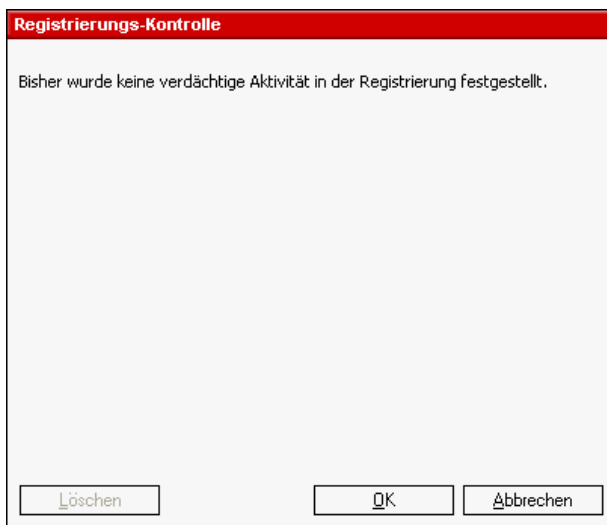 Registrierungs-Kontrolle
Bisher wurde keine verdächtige Aktivität in der Registrierung festgestellt.
Löschen
OK
Abbrechen